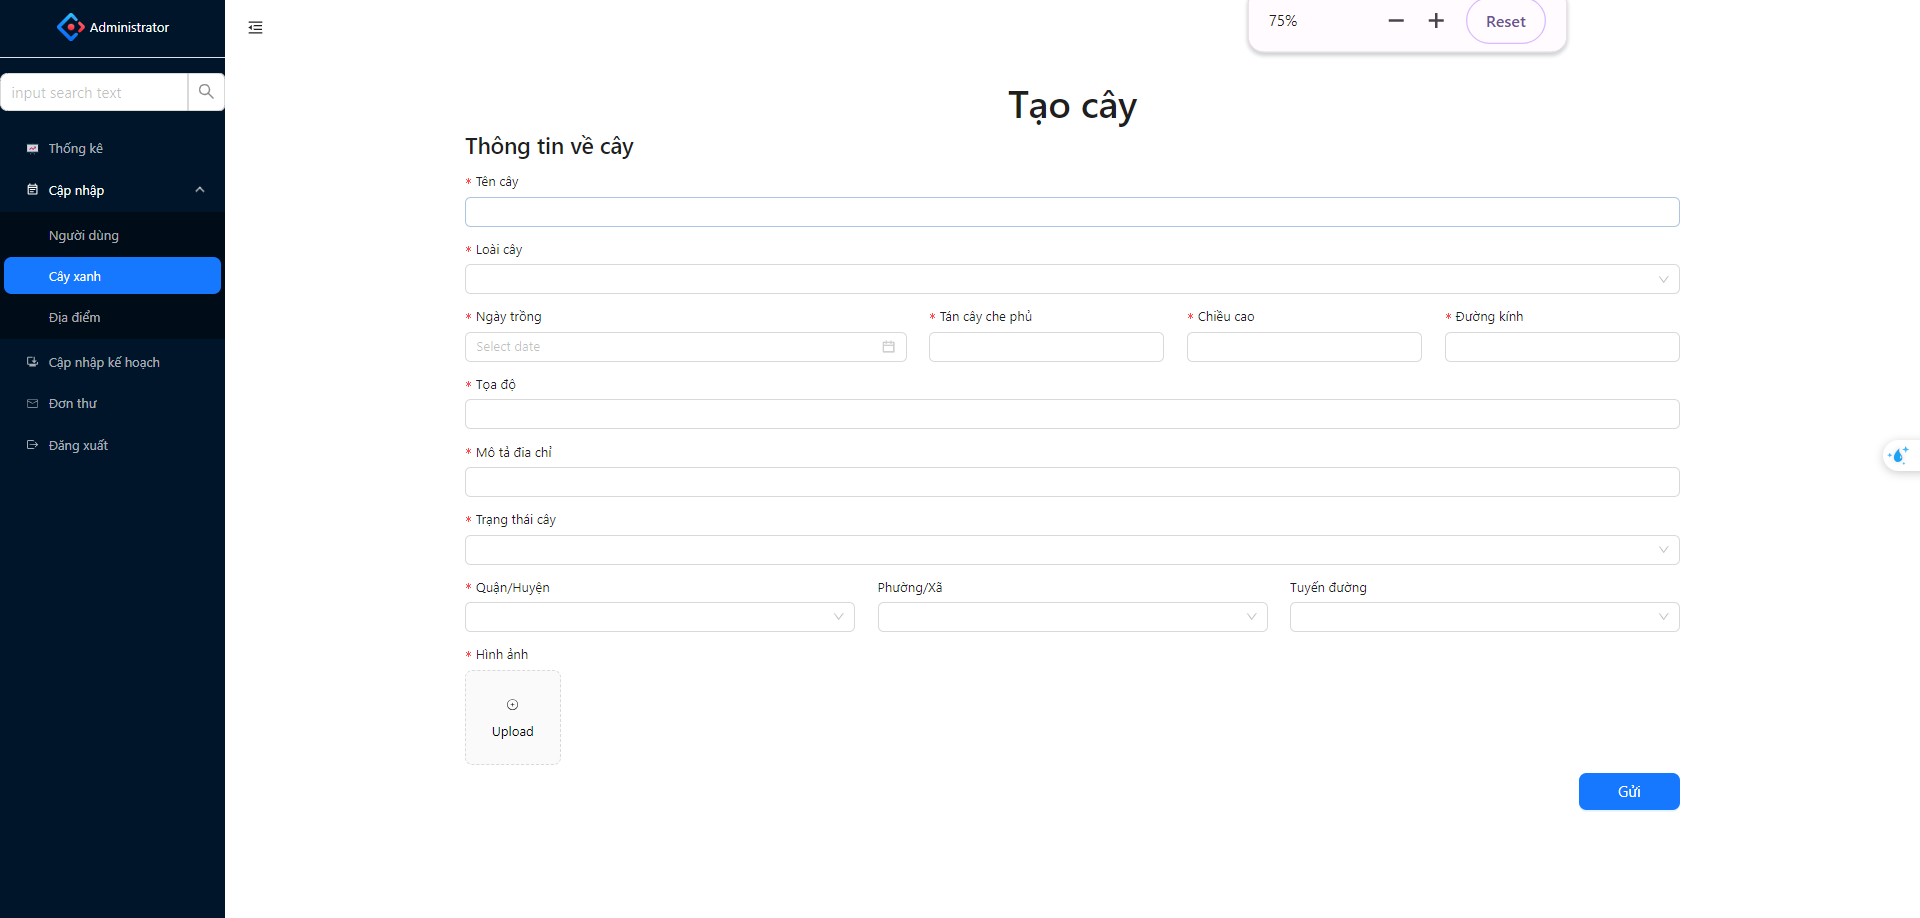 Administrator
75%
Reset
input search text
Thống kê
Cập nhập
Người dùng
Cây xanh
Địa điểm
Cập nhập kế hoạch
Đơn thư
Đăng xuất
Tạo cây
Thông tin về cây
* Tên cây
* Loài cây
* Ngày trồng
* Tán cây che phủ
* Chiều cao
* Đường kính
Select date
* Tọa độ
* Mô tả đia chỉ
* Trạng thái cây
* Quận/Huyện
Phường/Xã
Tuyến đường
* Hình ảnh
Upload
Gửi